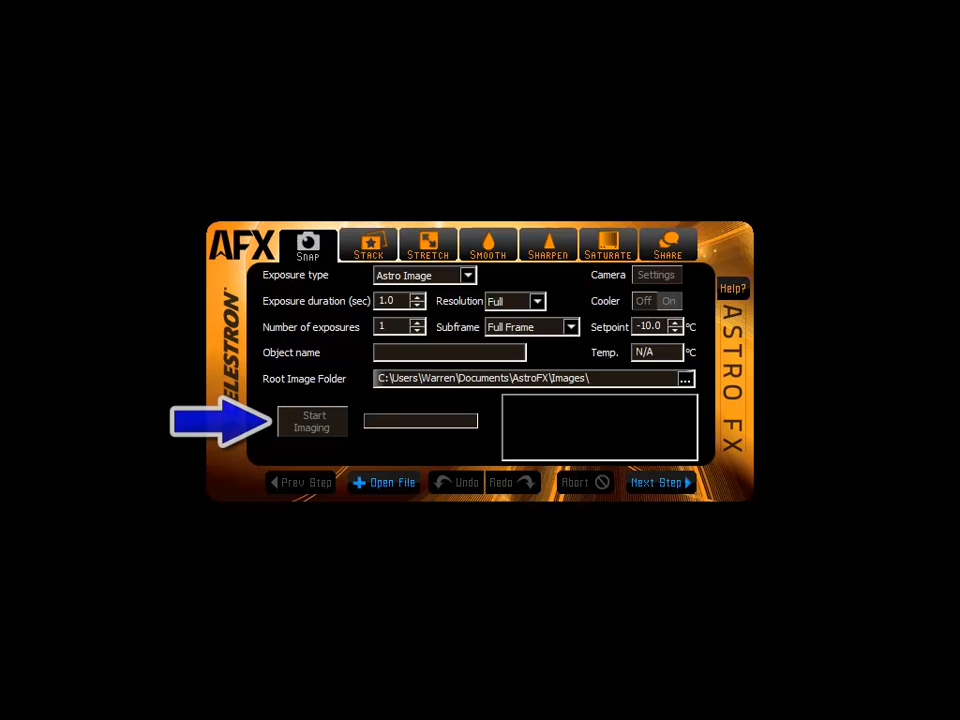 AFX
SNAP STACK STRETCH SMOOTH SHARPEN SATURATE SHARE
Exposure type Astro Image Camera Settings
Exposure duration (sec) 1.0 Resolution Full Cooler Off On
Number of exposures 1 Subframe Full Frame Setpoint -10.0 °C
Object name Temp. N/A °C
Root Image Folder C:\Users\Warren\Documents\AstroFX\Images\ ...
Start
Imaging
Prev Step Open File Undo Redo Abort Next Step
Help?
ASTRO FX
ELESTRON®